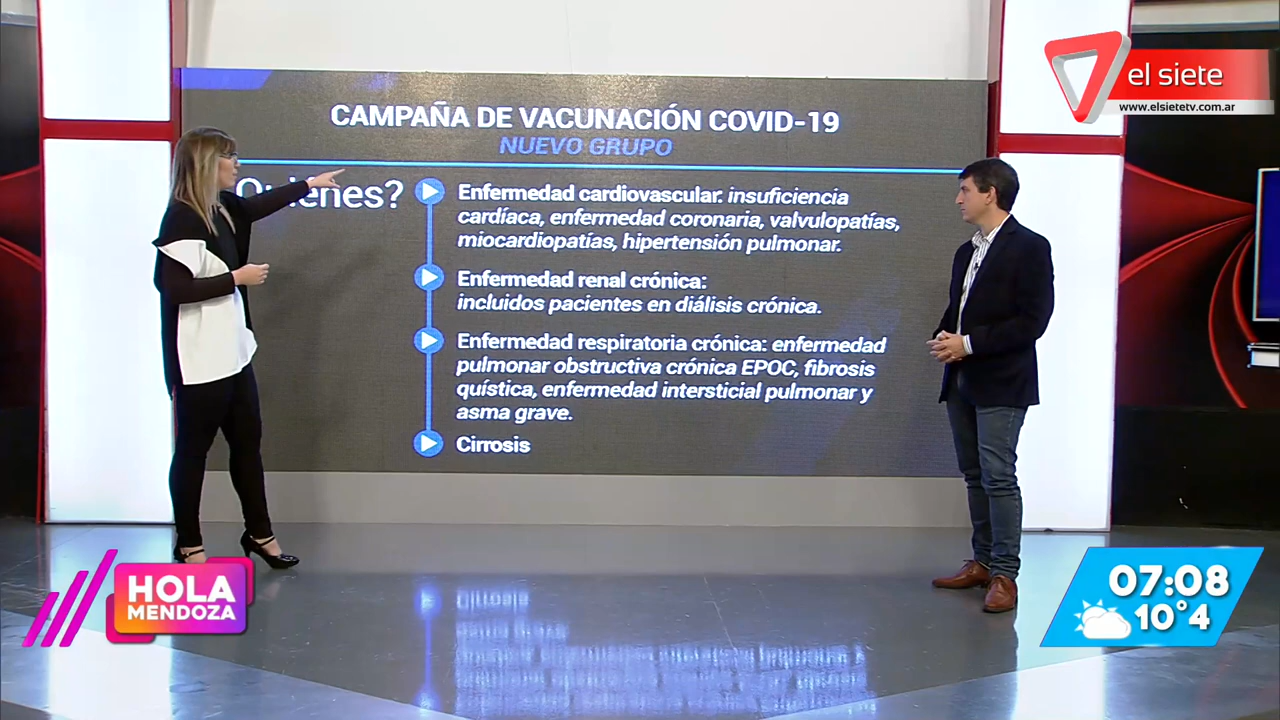 el siete
www.elsietetv.com.ar
CAMPAÑA DE VACUNACIÓN COVID-19
NUEVO GRUPO
Quiénes?
Enfermedad cardiovascular: insuficiencia
cardíaca, enfermedad coronaria, valvulopatías,
miocardiopatías, hipertensión pulmonar.
Enfermedad renal crónica:
incluidos pacientes en diálisis crónica.
Enfermedad respiratoria crónica: enfermedad
pulmonar obstructiva crónica EPOC, fibrosis
quística, enfermedad intersticial pulmonar y
asma grave.
Cirrosis
HOLA
MENDOZA
07:08
10°4